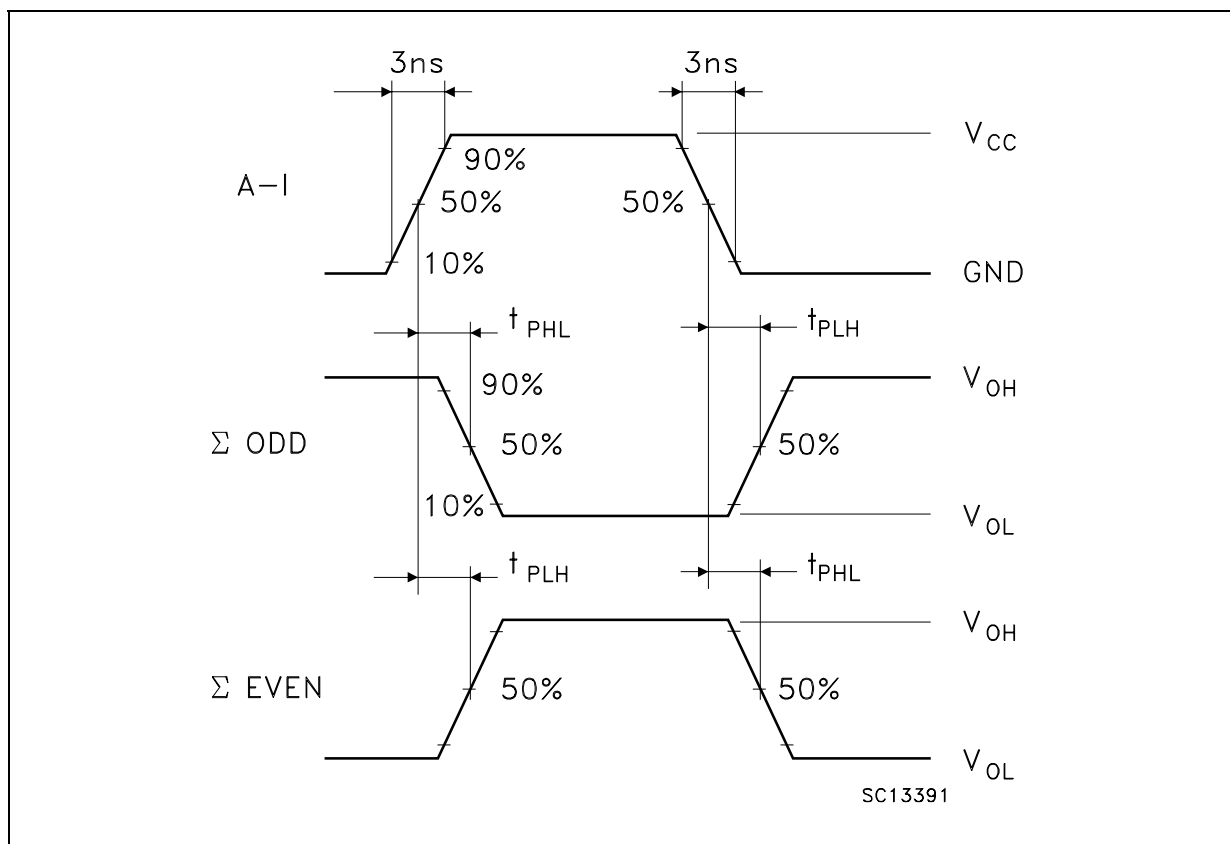 3ns 3ns
V CC
90%
A-I
50% 50%
10%
GND
t PHL t PLH
V OH
90%
Σ ODD
50% 50%
10%
V OL
t PLH t PHL
V OH
Σ EVEN
50% 50%
V OL
SC13391